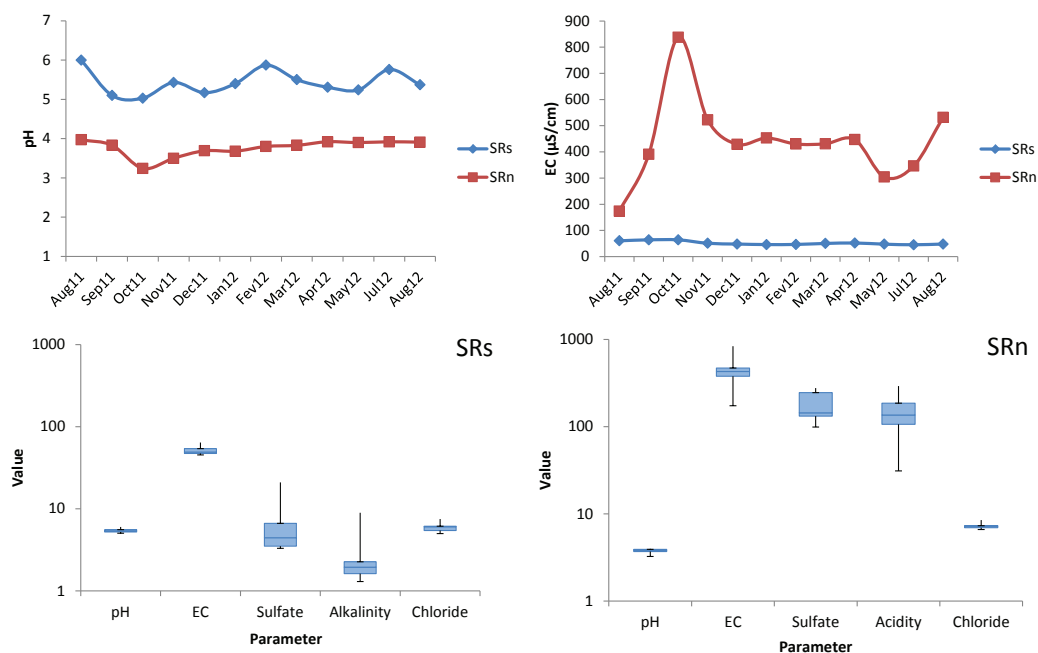 7
6
5
4
3
2
1
pH
Aug11
Sep11
Oct11
Nov11
Dec11
Jan12
Fev12
Mar12
Apr12
May12
Jul12
Aug12
SRs
SRn
900
800
700
600
500
400
300
200
100
0
EC (µS/cm)
Aug11
Sep11
Oct11
Nov11
Dec11
Jan12
Fev12
Mar12
Apr12
May12
Jul12
Aug12
SRs
SRn
SRs
1000
100
10
1
Value
pH EC Sulfate Alkalinity Chloride
Parameter
SRn
1000
100
10
1
Value
pH EC Sulfate Acidity Chloride
Parameter